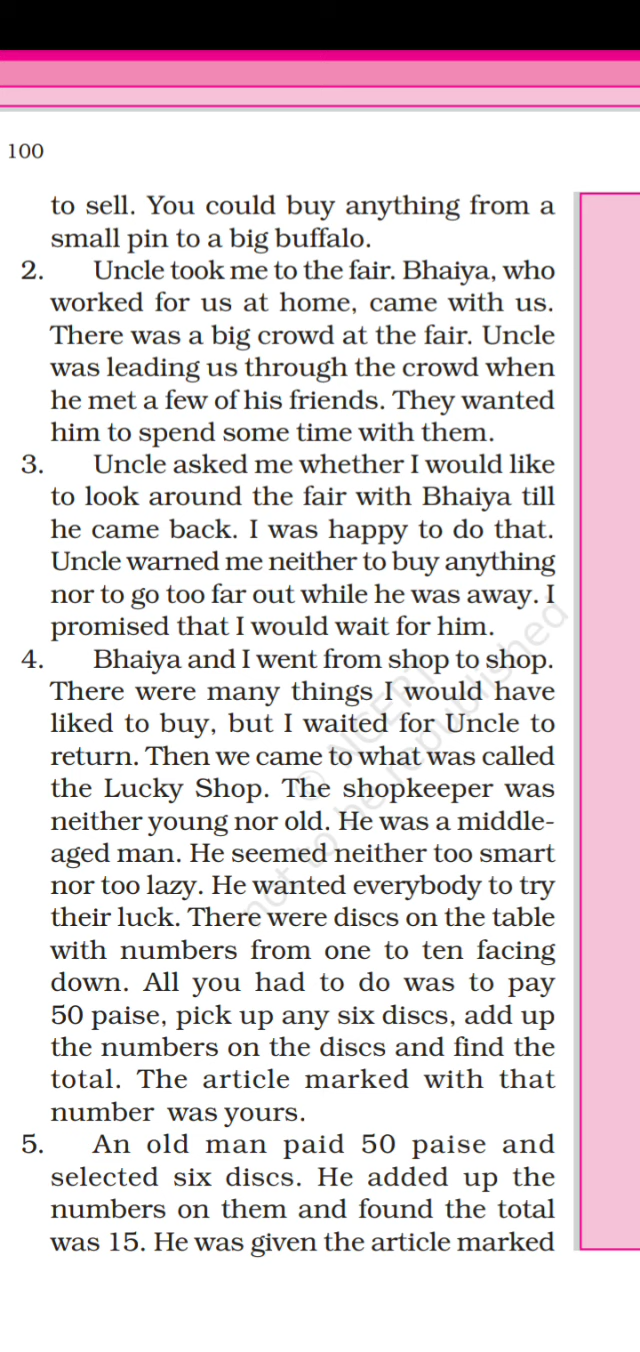 100
to sell. You could buy anything from a
small pin to a big buffalo.
2. Uncle took me to the fair. Bhaiya, who
worked for us at home, came with us.
There was a big crowd at the fair. Uncle
was leading us through the crowd when
he met a few of his friends. They wanted
him to spend some time with them.
3. Uncle asked me whether I would like
to look around the fair with Bhaiya till
he came back. I was happy to do that.
Uncle warned me neither to buy anything
nor to go too far out while he was away. I
promised that I would wait for him.
4. Bhaiya and I went from shop to shop.
There were many things I would have
liked to buy, but I waited for Uncle to
return. Then we came to what was called
the Lucky Shop. The shopkeeper was
neither young nor old. He was a middle-
aged man. He seemed neither too smart
nor too lazy. He wanted everybody to try
their luck. There were discs on the table
with numbers from one to ten facing
down. All you had to do was to pay
50 paise, pick up any six discs, add up
the numbers on the discs and find the
total. The article marked with that
number was yours.
5. An old man paid 50 paise and
selected six discs. He added up the
numbers on them and found the total
was 15. He was given the article marked
© NCERT
not to be republished